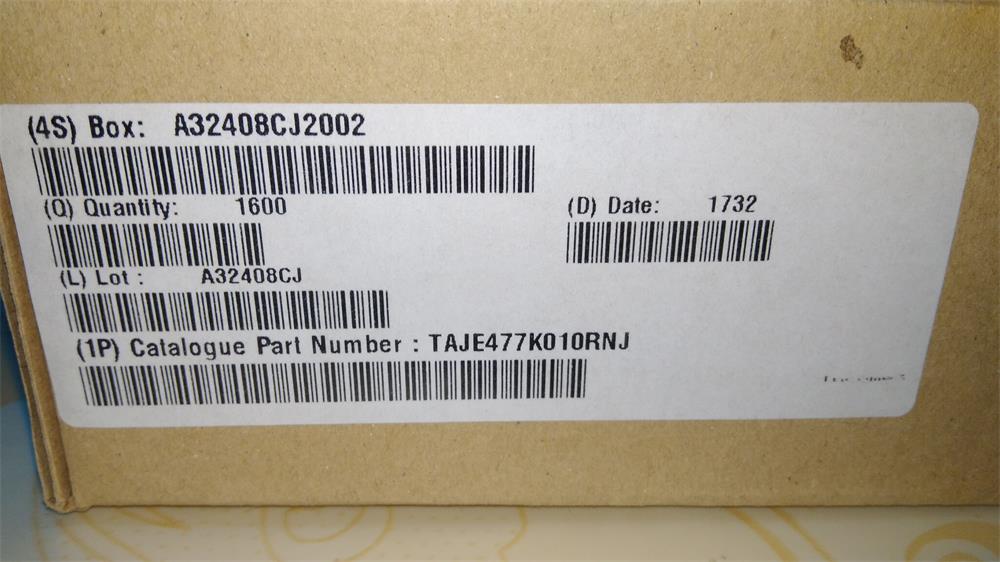 (4S) Box: A32408CJ2002
(Q) Quantity: 1600
(D) Date: 1732
(L) Lot : A32408CJ
(1P) Catalogue Part Number : TAJE477K010RNJ